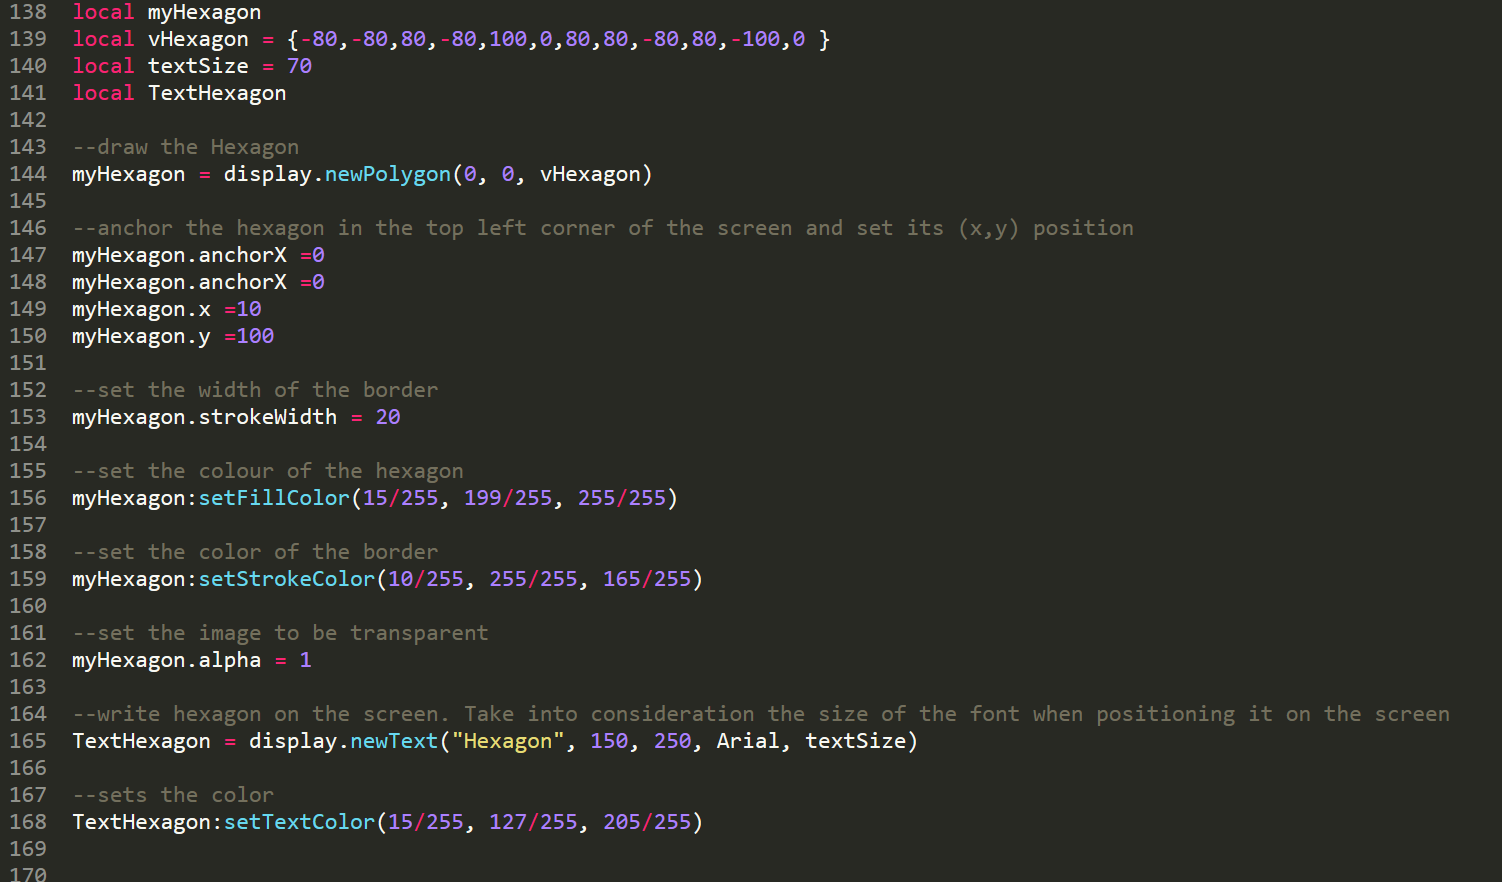 138 local myHexagon
139 local vHexagon = {-80,-80,80,-80,100,0,80,80,-80,80,-100,0 }
140 local textSize = 70
141 local TextHexagon
142
143 --draw the Hexagon
144 myHexagon = display.newPolygon(0, 0, vHexagon)
145
146 --anchor the hexagon in the top left corner of the screen and set its (x,y) position
147 myHexagon.anchorX =0
148 myHexagon.anchorX =0
149 myHexagon.x =10
150 myHexagon.y =100
151
152 --set the width of the border
153 myHexagon.strokeWidth = 20
154
155 --set the colour of the hexagon
156 myHexagon:setFillColor(15/255, 199/255, 255/255)
157
158 --set the color of the border
159 myHexagon:setStrokeColor(10/255, 255/255, 165/255)
160
161 --set the image to be transparent
162 myHexagon.alpha = 1
163
164 --write hexagon on the screen. Take into consideration the size of the font when positioning it on the screen
165 TextHexagon = display.newText("Hexagon", 150, 250, Arial, textSize)
166
167 --sets the color
168 TextHexagon:setTextColor(15/255, 127/255, 205/255)
169
170